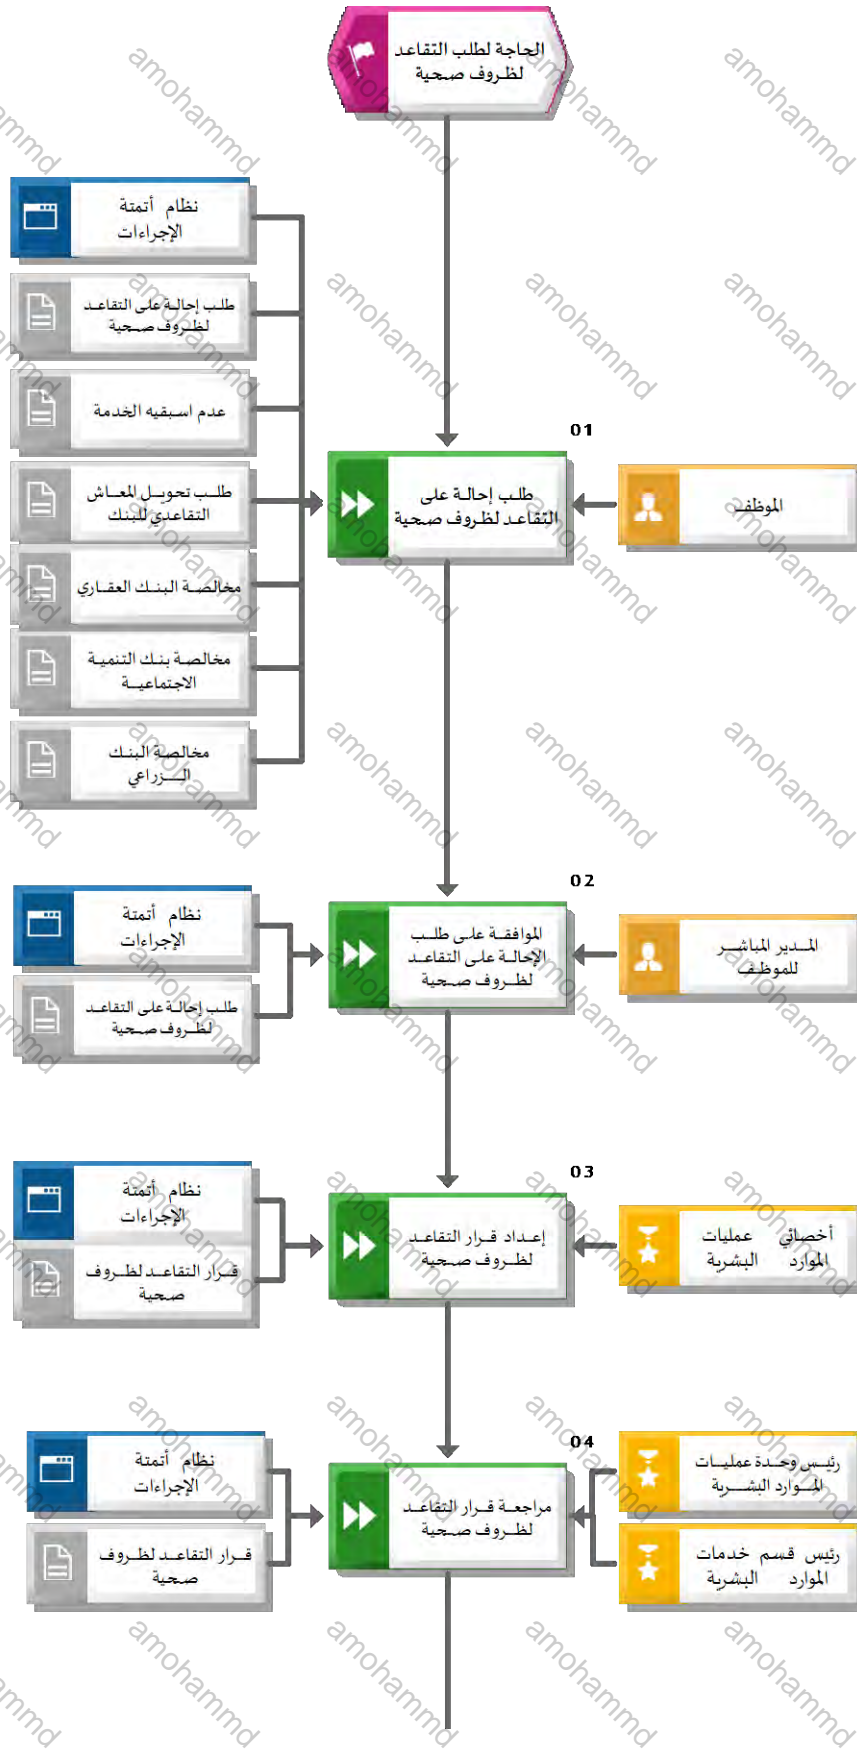 الحاجة لطلب التقاعد
لظروف صحية
نظام أتمتة
الإجراءات
طلب إحالة على التقاعد
لظروف صحية
عدم اسبقيه الخدمة
طلب تحويل المعاش
التقاعدي للبنك
مخالصة البنك العقاري
مخالصة بنك التنمية
الاجتماعية
مخالصة البنك
الزراعي
01
طلب إحالة على
التقاعد لظروف صحية
الموظف
02
الموافقة على طلب
الإحالة على التقاعد
لظروف صحية
المدير المباشر
للموظف
نظام أتمتة
الإجراءات
طلب إحالة على التقاعد
لظروف صحية
03
إعداد قرار التقاعد
لظروف صحية
أخصائي عمليات
الموارد البشرية
نظام أتمتة
الإجراءات
قرار التقاعد لظروف
صحية
04
مراجعة قرار التقاعد
لظروف صحية
رئيس وحدة عمليات
الموارد البشرية
رئيس قسم خدمات
الموارد البشرية
نظام أتمتة
الإجراءات
قرار التقاعد لظروف
صحية
amohammd